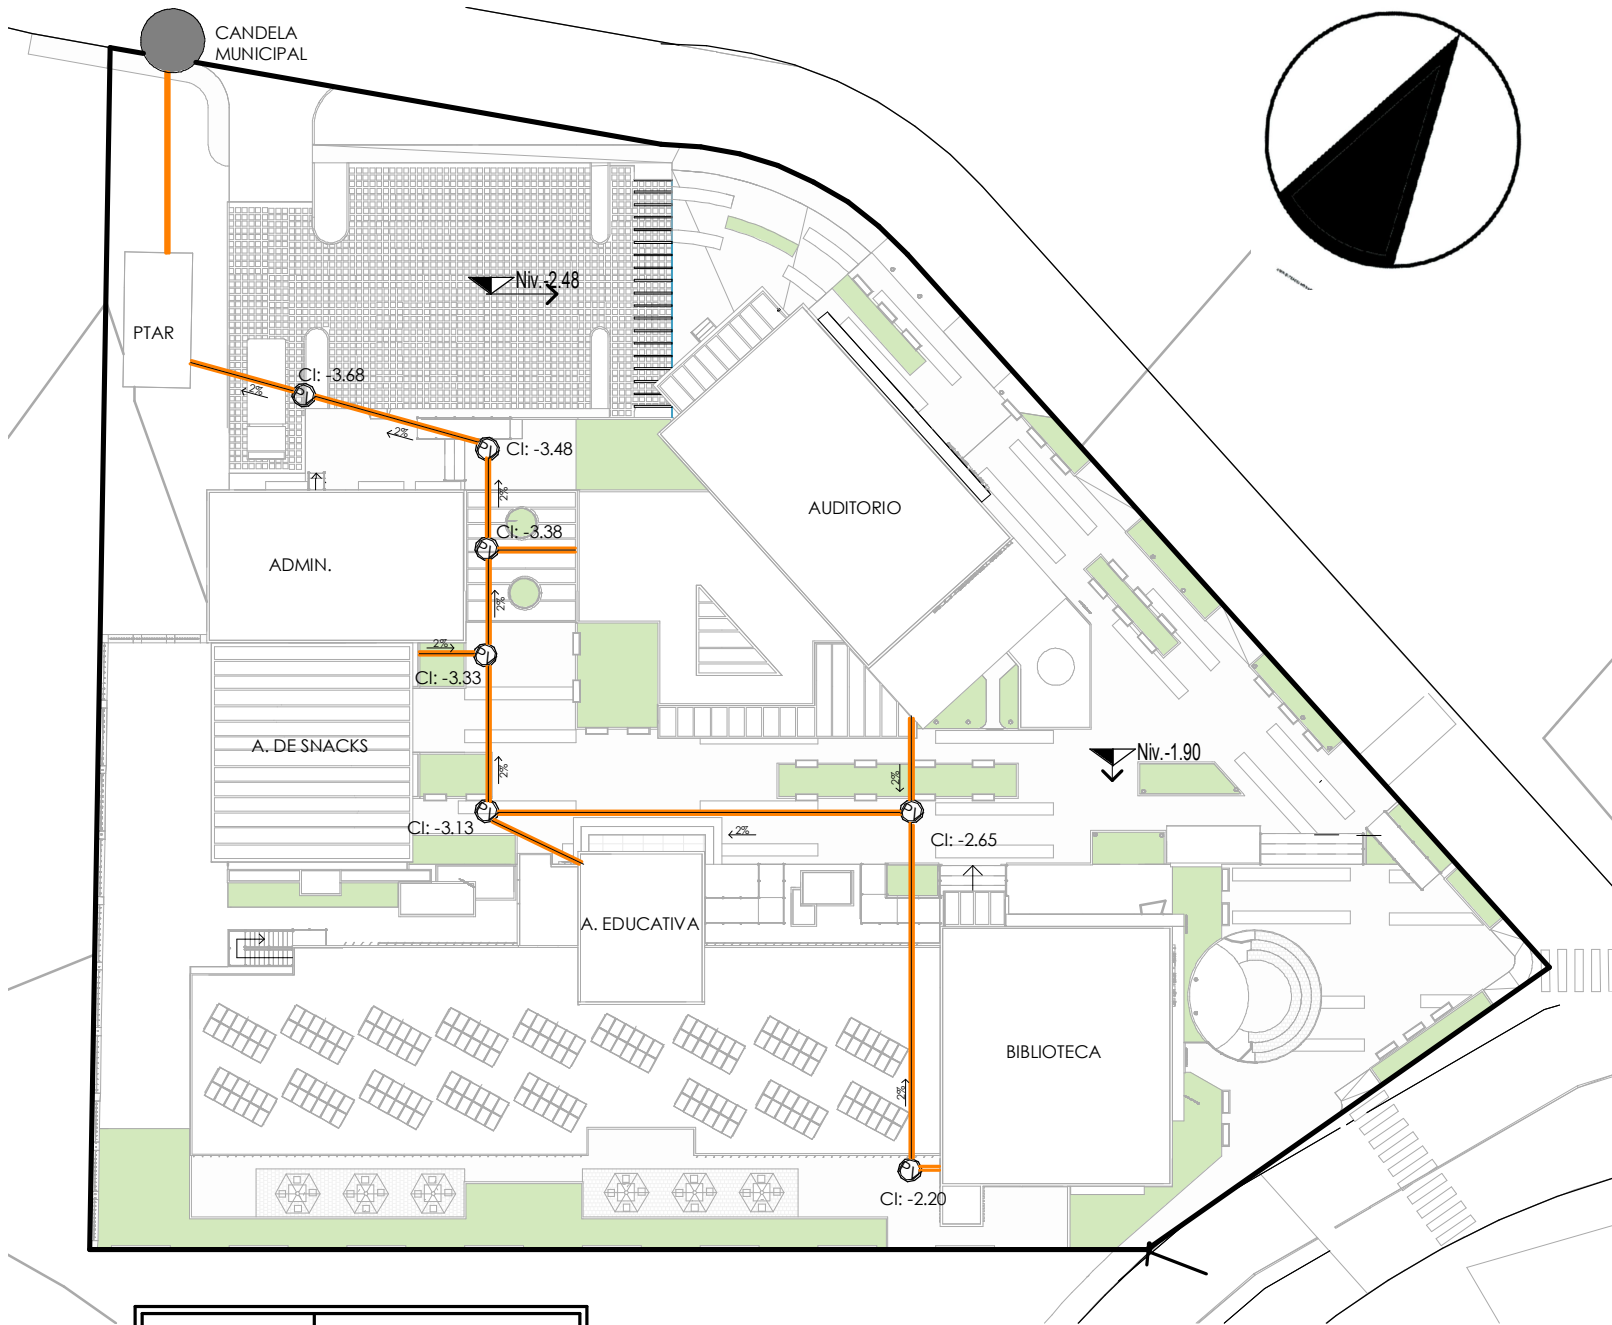 CANDELA
MUNICIPAL
Niv.-2.48
PTAR
CI: -3.68
2%
2%
CI: -3.48
2%
AUDITORIO
CI: -3.38
ADMIN.
2%
2%
CI: -3.33
A. DE SNACKS
Niv.-1.90
2%
2%
CI: -3.13
2%
CI: -2.65
A. EDUCATIVA
BIBLIOTECA
2%
CI: -2.20